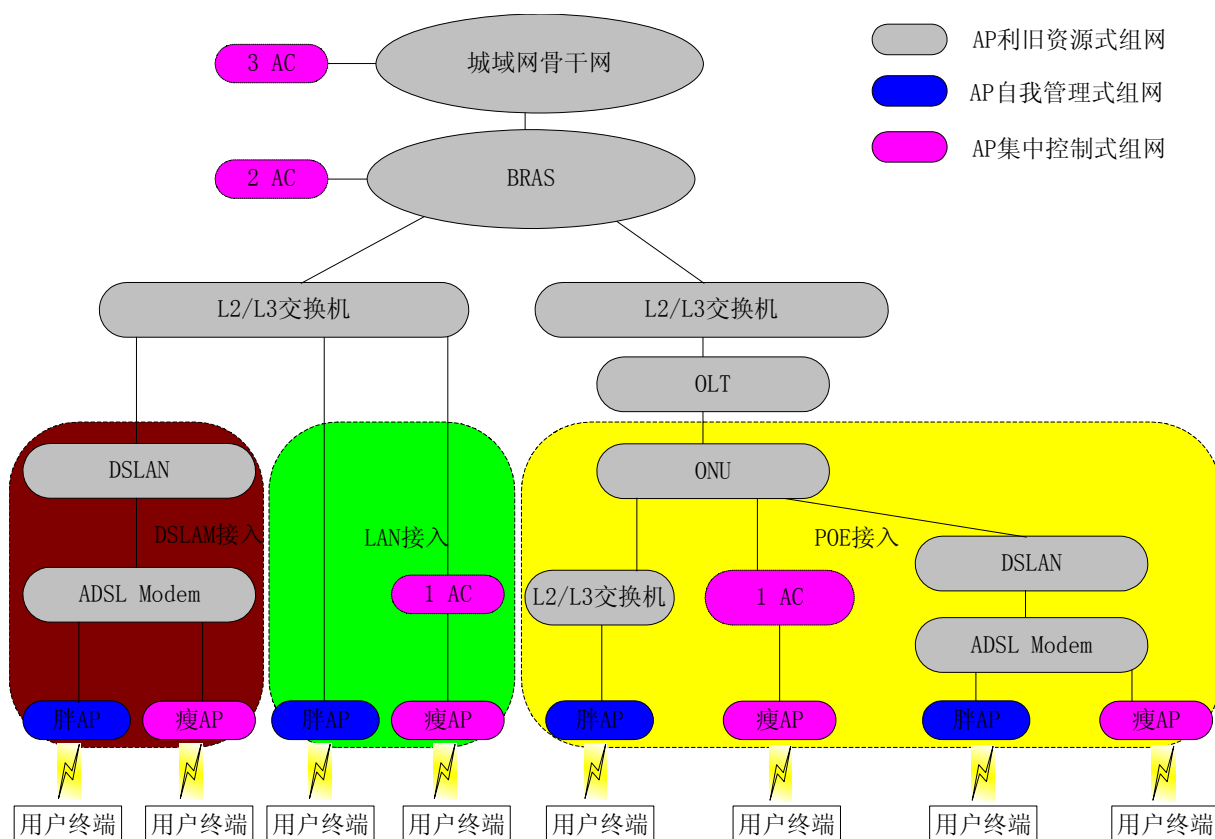 3 AC
城域网骨干网
AP利旧资源式组网
AP自我管理式组网
AP集中控制式组网
2 AC
BRAS
L2/L3交换机
L2/L3交换机
OLT
DSLAN
ONU
DSLAM接入
LAN接入
POE接入
DSLAN
ADSL Modem
1 AC
L2/L3交换机
1 AC
ADSL Modem
胖AP
瘦AP
胖AP
瘦AP
胖AP
瘦AP
胖AP
瘦AP
用户终端
用户终端
用户终端
用户终端
用户终端
用户终端
用户终端
用户终端